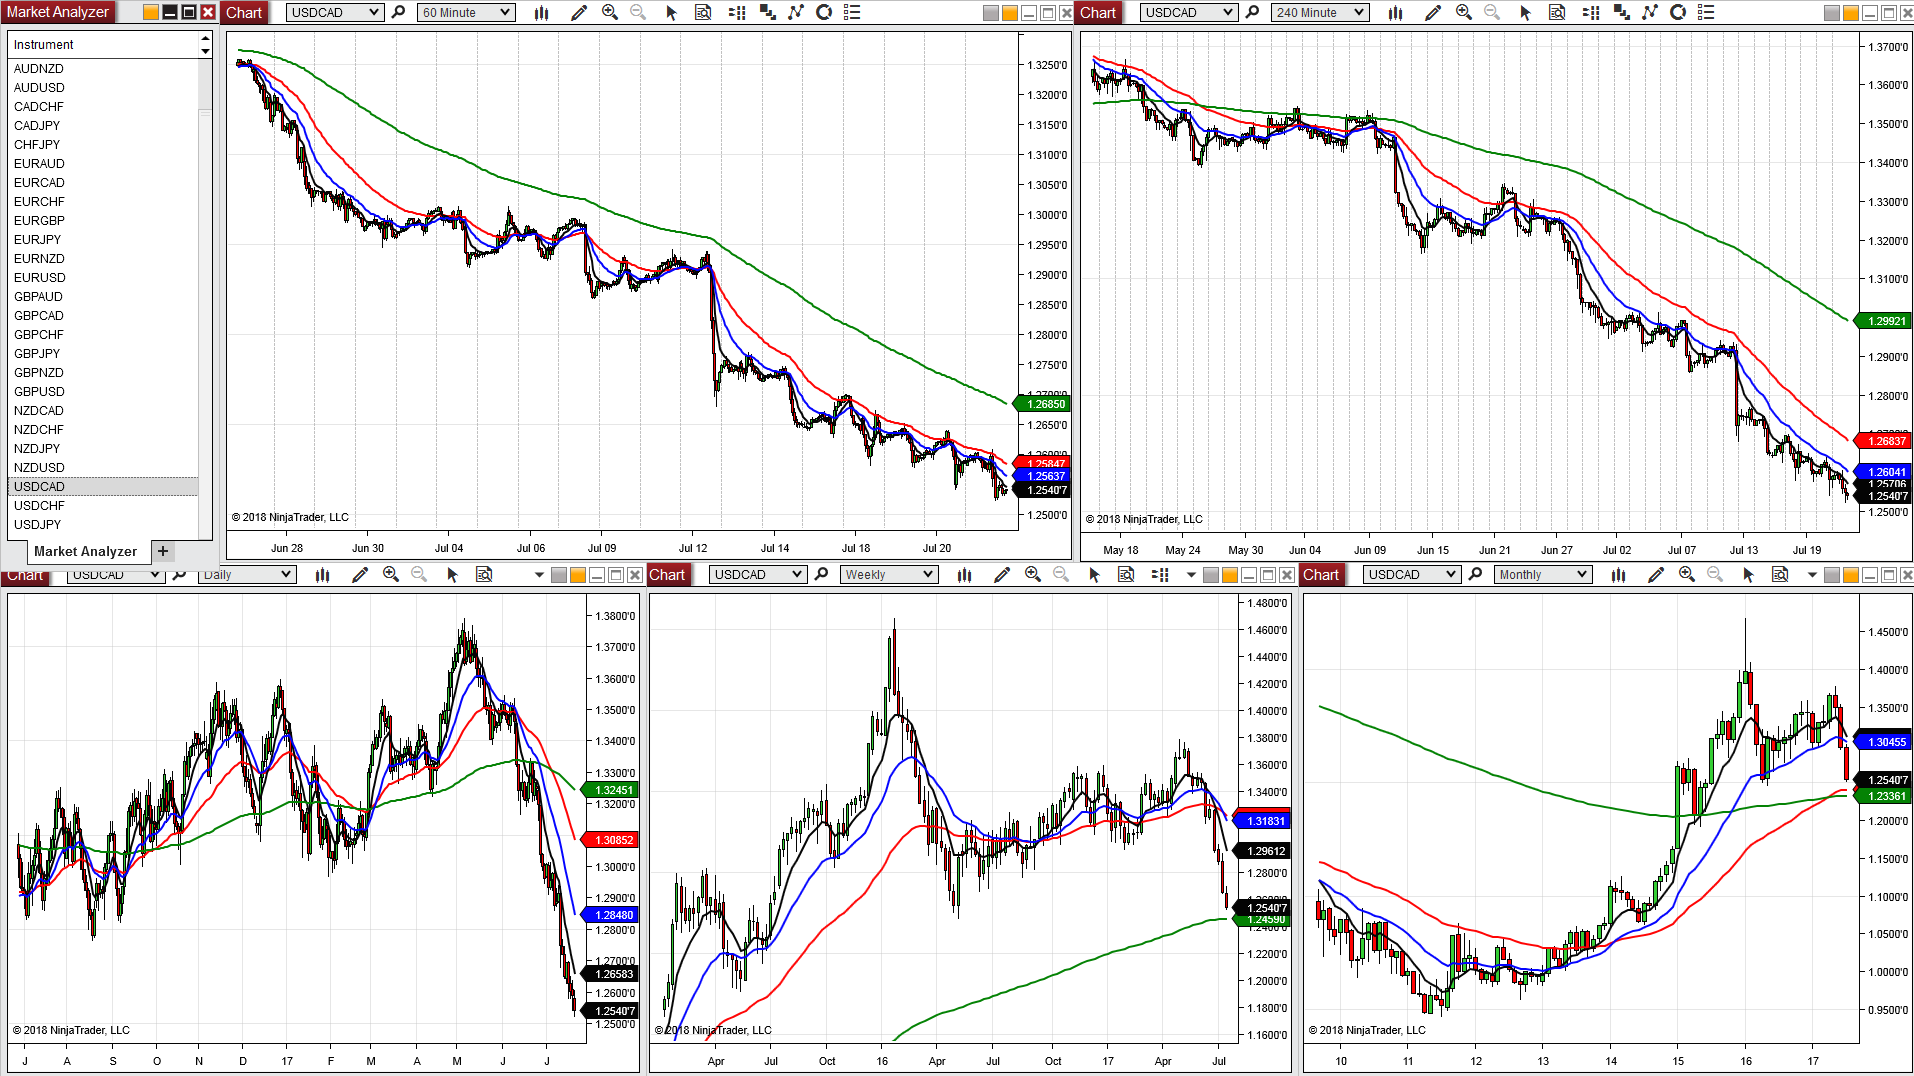 Market Analyzer
Instrument
AUDNZD
AUDUSD
CADCHF
CADJPY
CHFJPY
EURAUD
EURCAD
EURCHF
EURGBP
EURJPY
EURNZD
EURUSD
GBPAUD
GBPCAD
GBPCHF
GBPJPY
GBPNZD
GBPUSD
NZDCAD
NZDCHF
NZDJPY
NZDUSD
USDCAD
USDCHF
USDJPY
Market Analyzer +
Chart USDCAD 60 Minute
1.3250'0
1.3200'0
1.3150'0
1.3100'0
1.3050'0
1.3000'0
1.2950'0
1.2900'0
1.2850'0
1.2800'0
1.2750'0
1.2700'0
1.26850
1.2650'0
1.2600'0
1.25847
1.25637
1.2540'7
1.2500'0
© 2018 NinjaTrader, LLC
Jun 28 Jun 30 Jul 04 Jul 06 Jul 09 Jul 12 Jul 14 Jul 18 Jul 20
Chart USDCAD 240 Minute
1.3700'0
1.3600'0
1.3500'0
1.3400'0
1.3300'0
1.3200'0
1.3100'0
1.29921
1.2900'0
1.2800'0
1.26837
1.26041
1.25706
1.2540'7
1.2500'0
© 2018 NinjaTrader, LLC
May 18 May 24 May 30 Jun 04 Jun 09 Jun 15 Jun 21 Jun 27 Jul 02 Jul 07 Jul 13 Jul 19
Chart USDCAD Daily
1.3800'0
1.3700'0
1.3600'0
1.3500'0
1.3400'0
1.3300'0
1.32451
1.3200'0
1.30852
1.3000'0
1.2900'0
1.28480
1.2800'0
1.2700'0
1.26583
1.2600'0
1.2540'7
1.2500'0
© 2018 NinjaTrader, LLC
J A S O N D 17 F M A M J J
Chart USDCAD Weekly
1.4800'0
1.4600'0
1.4400'0
1.4200'0
1.4000'0
1.3800'0
1.3600'0
1.3400'0
1.31831
1.29612
1.2800'0
1.2540'7
1.24590
1.2400'0
1.2200'0
1.2000'0
1.1800'0
1.1600'0
© 2018 NinjaTrader, LLC
Apr Jul Oct 16 Apr Jul Oct 17 Apr Jul
Chart USDCAD Monthly
1.4500'0
1.4000'0
1.3500'0
1.30455
1.2540'7
1.23361
1.2000'0
1.1500'0
1.1000'0
1.0500'0
1.0000'0
0.9500'0
© 2018 NinjaTrader, LLC
10 11 12 13 14 15 16 17